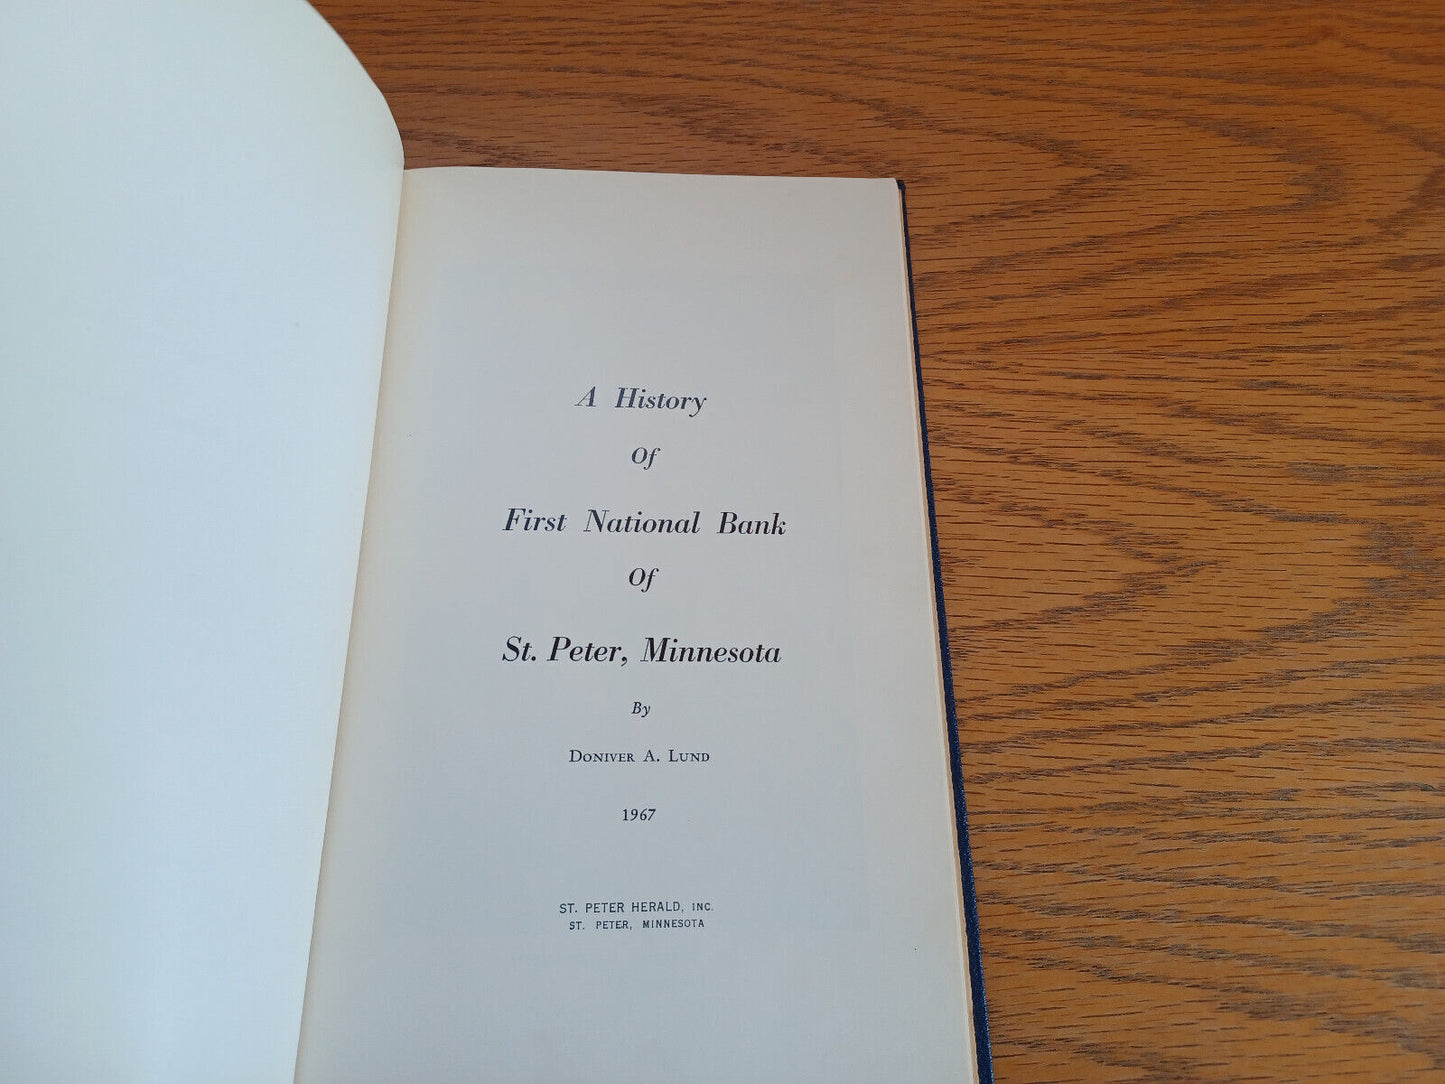 A History
Of
First National Bank
Of
St. Peter, Minnesota
By
Doniver A. Lund
1967
ST. PETER HERALD, INC.
ST. PETER, MINNESOTA